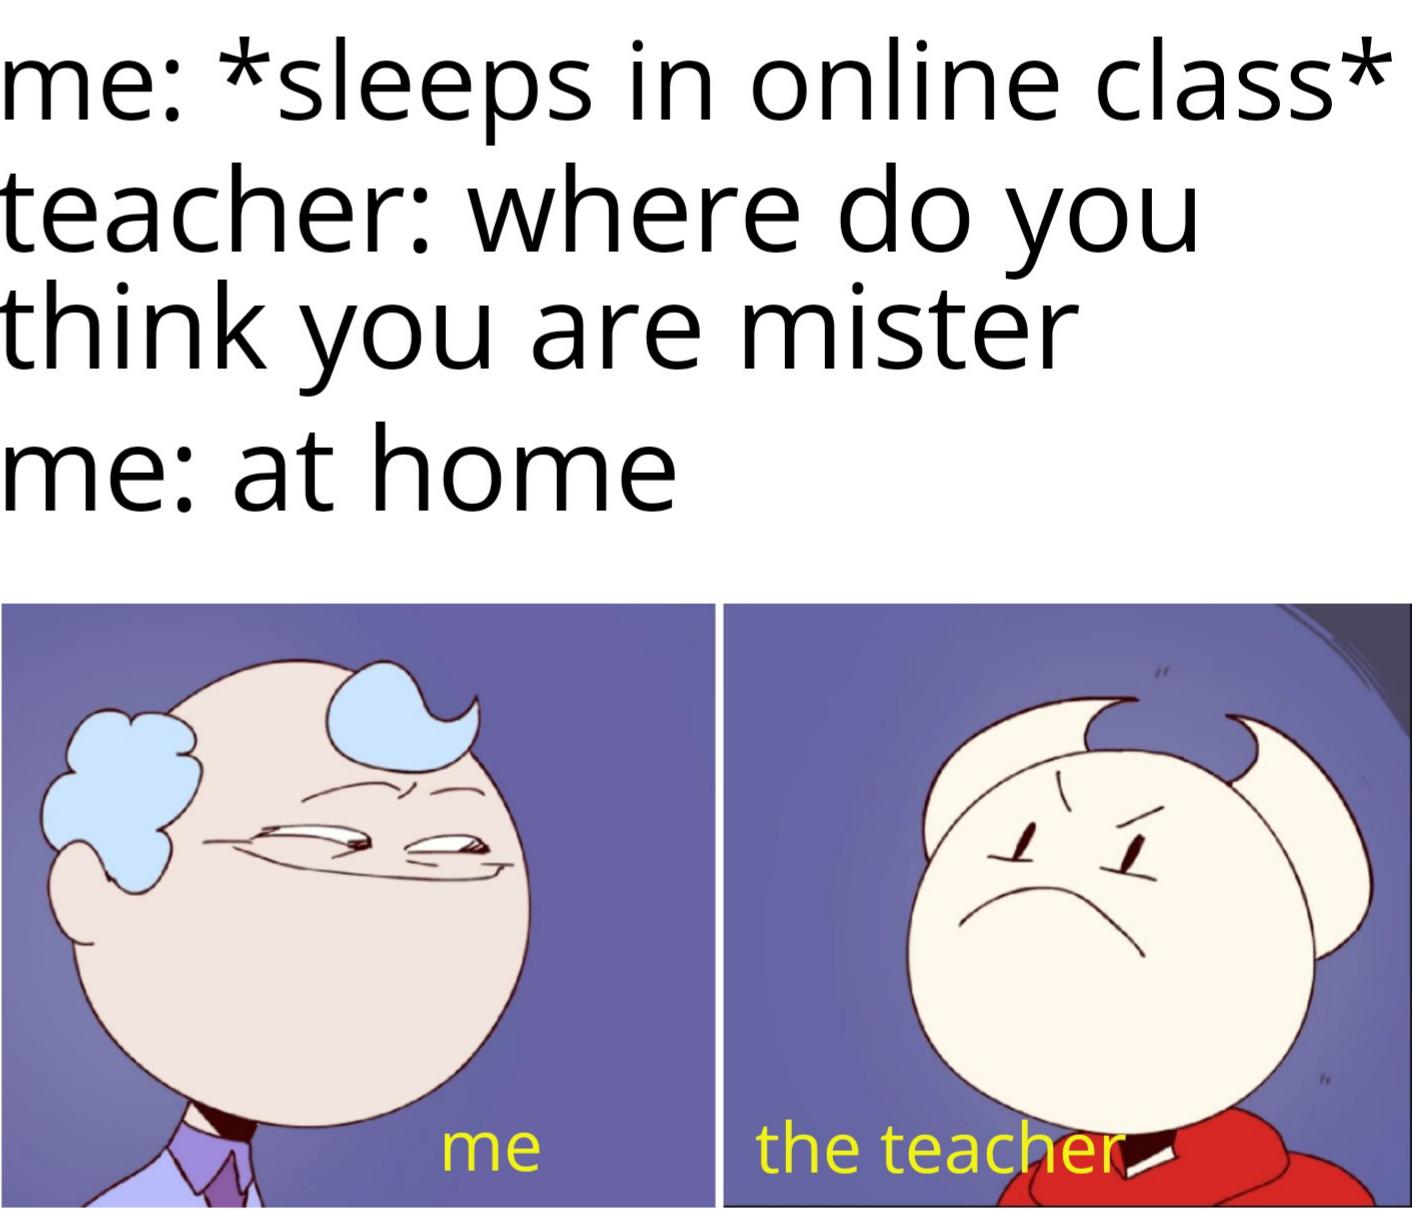 me: *sleeps in online class*
teacher: where do you
think you are mister
me: at home
me
the teacher